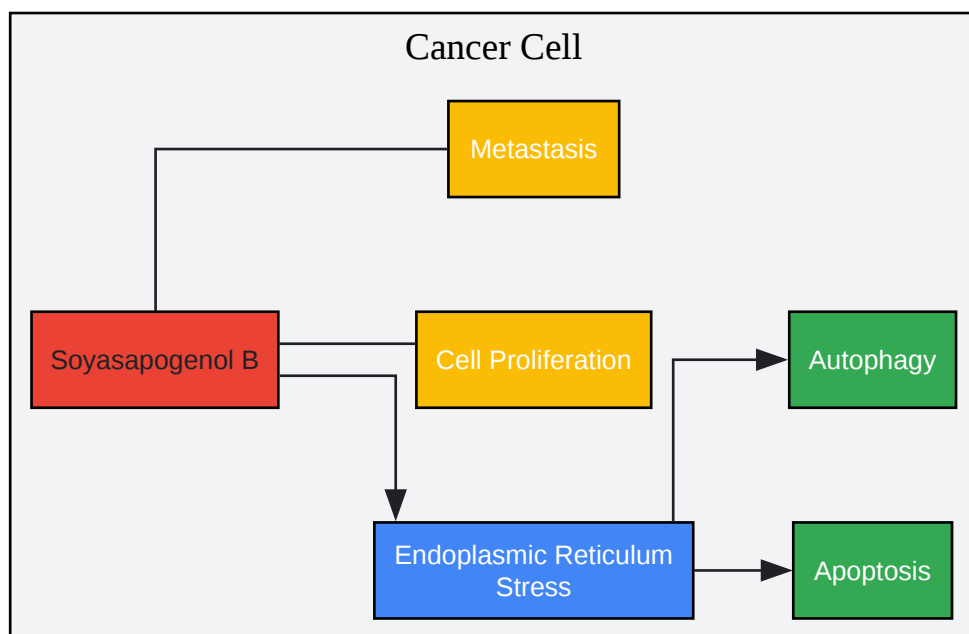 Cancer Cell
Metastasis
Soyasapogenol B
Cell Proliferation
Autophagy
Endoplasmic Reticulum
Stress
Apoptosis